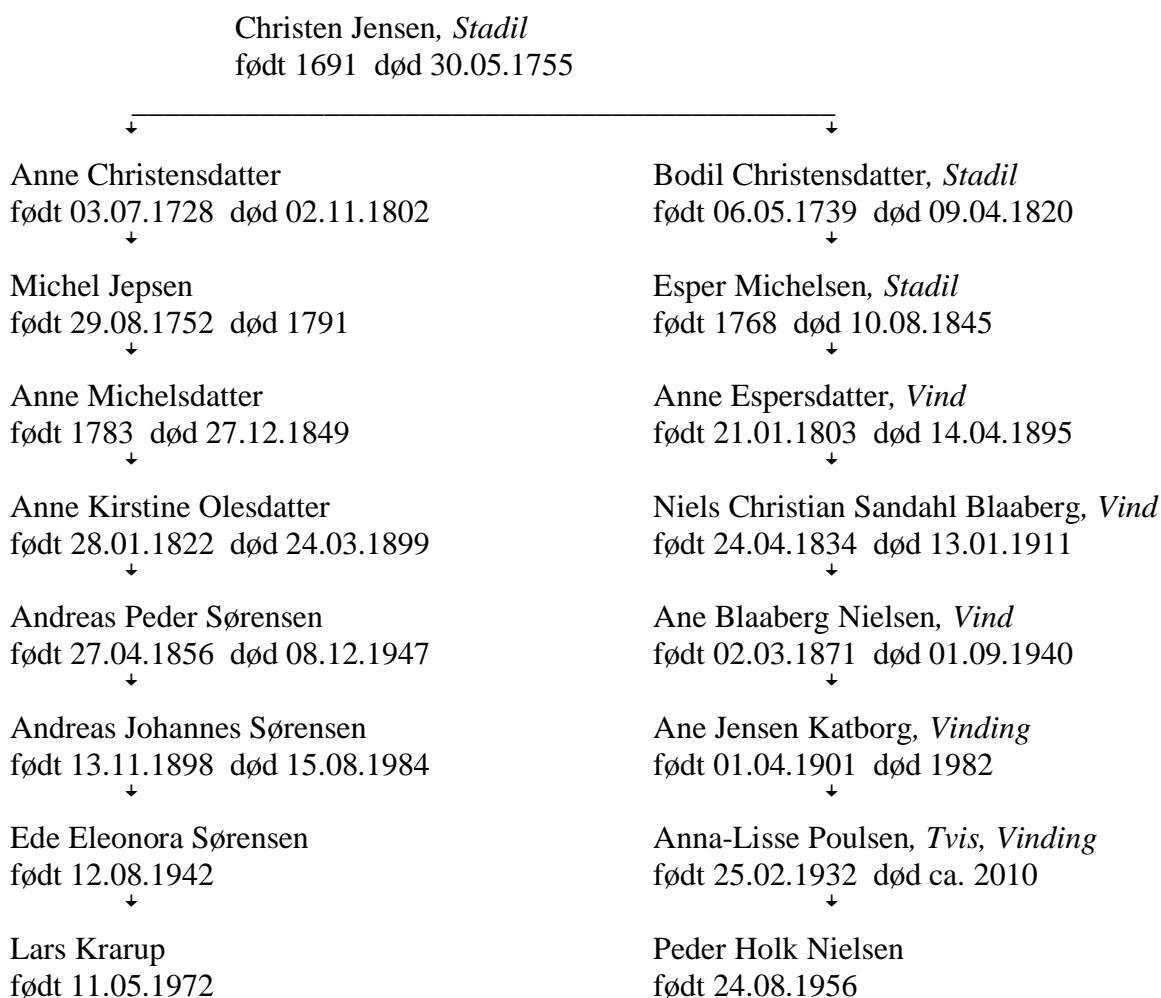 Christen Jensen, Stadil
født 1691 død 30.05.1755
Anne Christensdatter
født 03.07.1728 død 02.11.1802
Bodil Christensdatter, Stadil
født 06.05.1739 død 09.04.1820
Michel Jepsen
født 29.08.1752 død 1791
Esper Michelsen, Stadil
født 1768 død 10.08.1845
Anne Michelsdatter
født 1783 død 27.12.1849
Anne Espersdatter, Vind
født 21.01.1803 død 14.04.1895
Anne Kirstine Olesdatter
født 28.01.1822 død 24.03.1899
Niels Christian Sandahl Blaaberg, Vind
født 24.04.1834 død 13.01.1911
Andreas Peder Sørensen
født 27.04.1856 død 08.12.1947
Ane Blaaberg Nielsen, Vind
født 02.03.1871 død 01.09.1940
Andreas Johannes Sørensen
født 13.11.1898 død 15.08.1984
Ane Jensen Katborg, Vinding
født 01.04.1901 død 1982
Ede Eleonora Sørensen
født 12.08.1942
Anna-Lisse Poulsen, Tvis, Vinding
født 25.02.1932 død ca. 2010
Lars Krarup
født 11.05.1972
Peder Holk Nielsen
født 24.08.1956